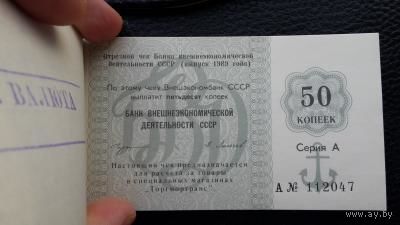 Отрезной чек Банка внешнеэкономической
деятельности СССР (выпуск 1989 года)
По этому чеку Внешэкономбанк СССР
выплатит пятьдесят копеек
БАНК ВНЕШНЕЭКОНОМИЧЕСКОЙ
ДЕЯТЕЛЬНОСТИ СССР
Настоящий чек предназначается
для расчета за товары
в специальных магазинах
"Торгмортранс"
50
КОПЕЕК
Серия А
А № 112047
ВАЛЮТА
www.ay.by